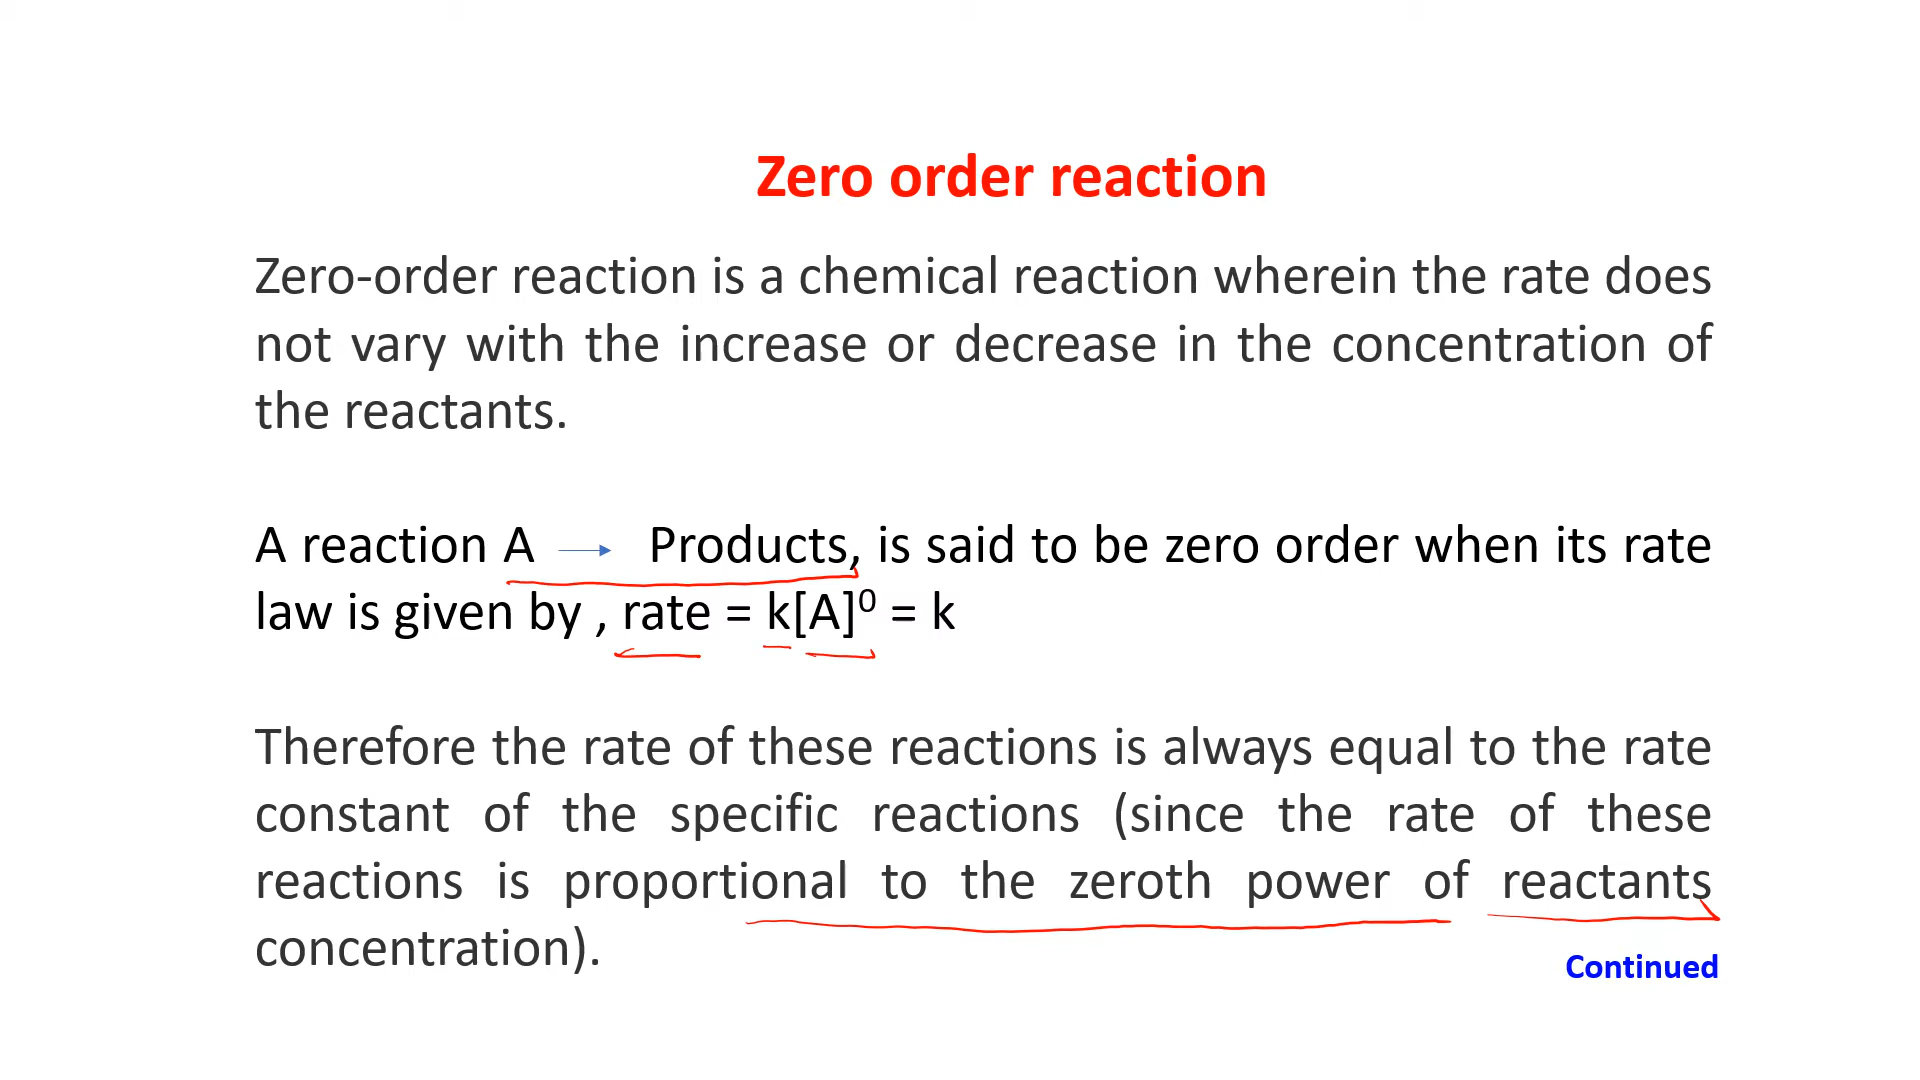 Zero order reaction
Zero-order reaction is a chemical reaction wherein the rate does
not vary with the increase or decrease in the concentration of
the reactants.
A reaction A → Products, is said to be zero order when its rate
law is given by , rate = k[A]⁰ = k
Therefore the rate of these reactions is always equal to the rate
constant of the specific reactions (since the rate of these
reactions is proportional to the zeroth power of reactants
concentration).
Continued